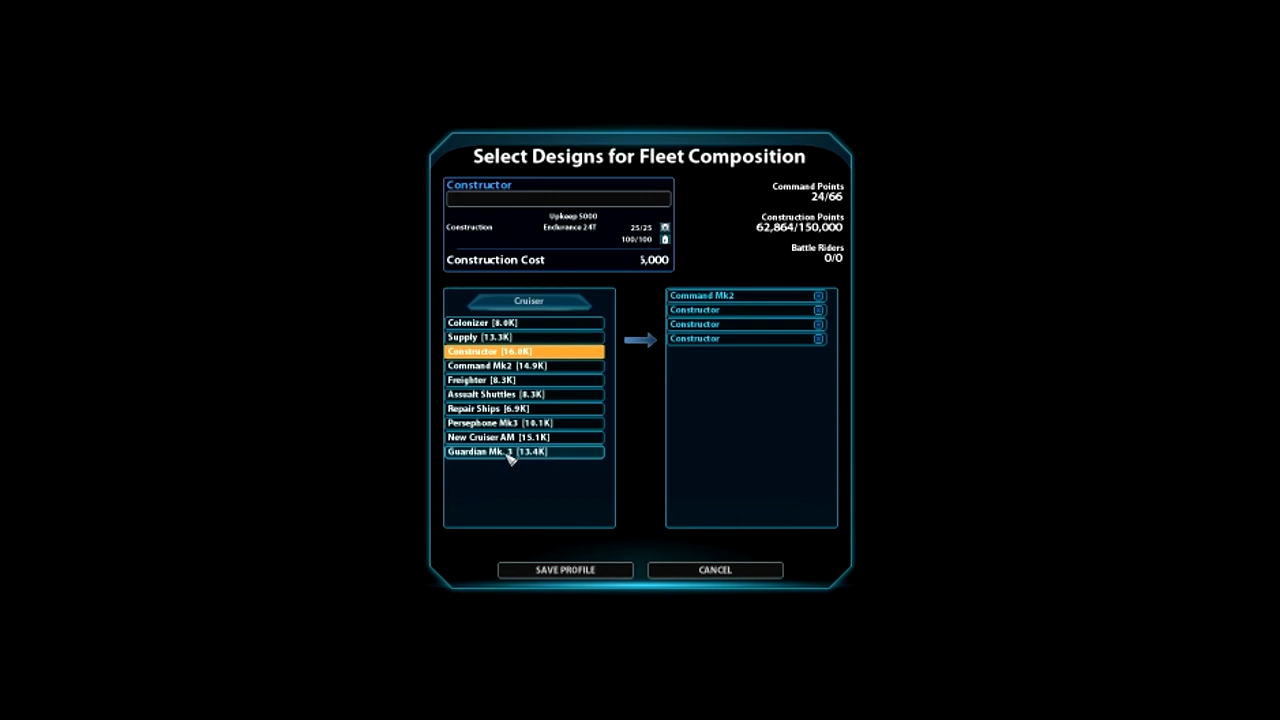 Select Designs for Fleet Composition
Constructor
Upkeep 5000
Construction Endurance 24T 25/25
100/100
Construction Cost 5,000
Command Points
24/66
Construction Points
62,864/150,000
Battle Riders
0/0
Cruiser
Colonizer [8.0K]
Supply [13.3K]
Constructor [16.0K]
Command Mk2 [14.9K]
Freighter [8.3K]
Assualt Shuttles [8.3K]
Repair Ships [6.9K]
Persephone Mk3 [10.1K]
New Cruiser AM [15.1K]
Guardian Mk. 3 [13.4K]
Command Mk2
Constructor
Constructor
Constructor
SAVE PROFILE
CANCEL